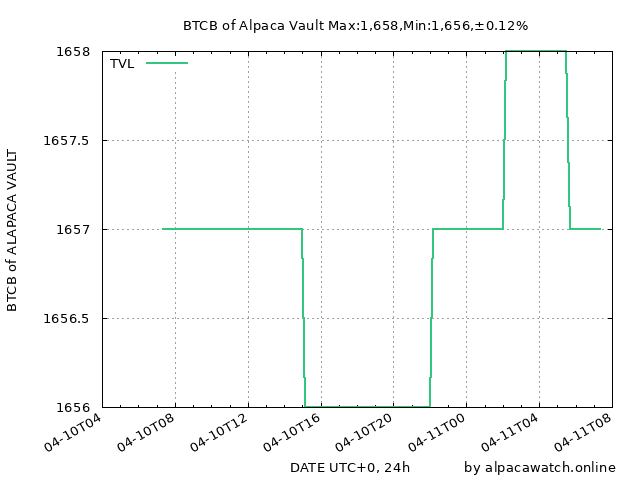 BTCB of Alpaca Vault Max:1,658,Min:1,656,±0.12%
TVL
1658
1657.5
1657
1656.5
1656
BTCB of ALAPACA VAULT
04-10T04
04-10T08
04-10T12
04-10T16
04-10T20
04-11T00
04-11T04
04-11T08
DATE UTC+0, 24h
by alpacawatch.online